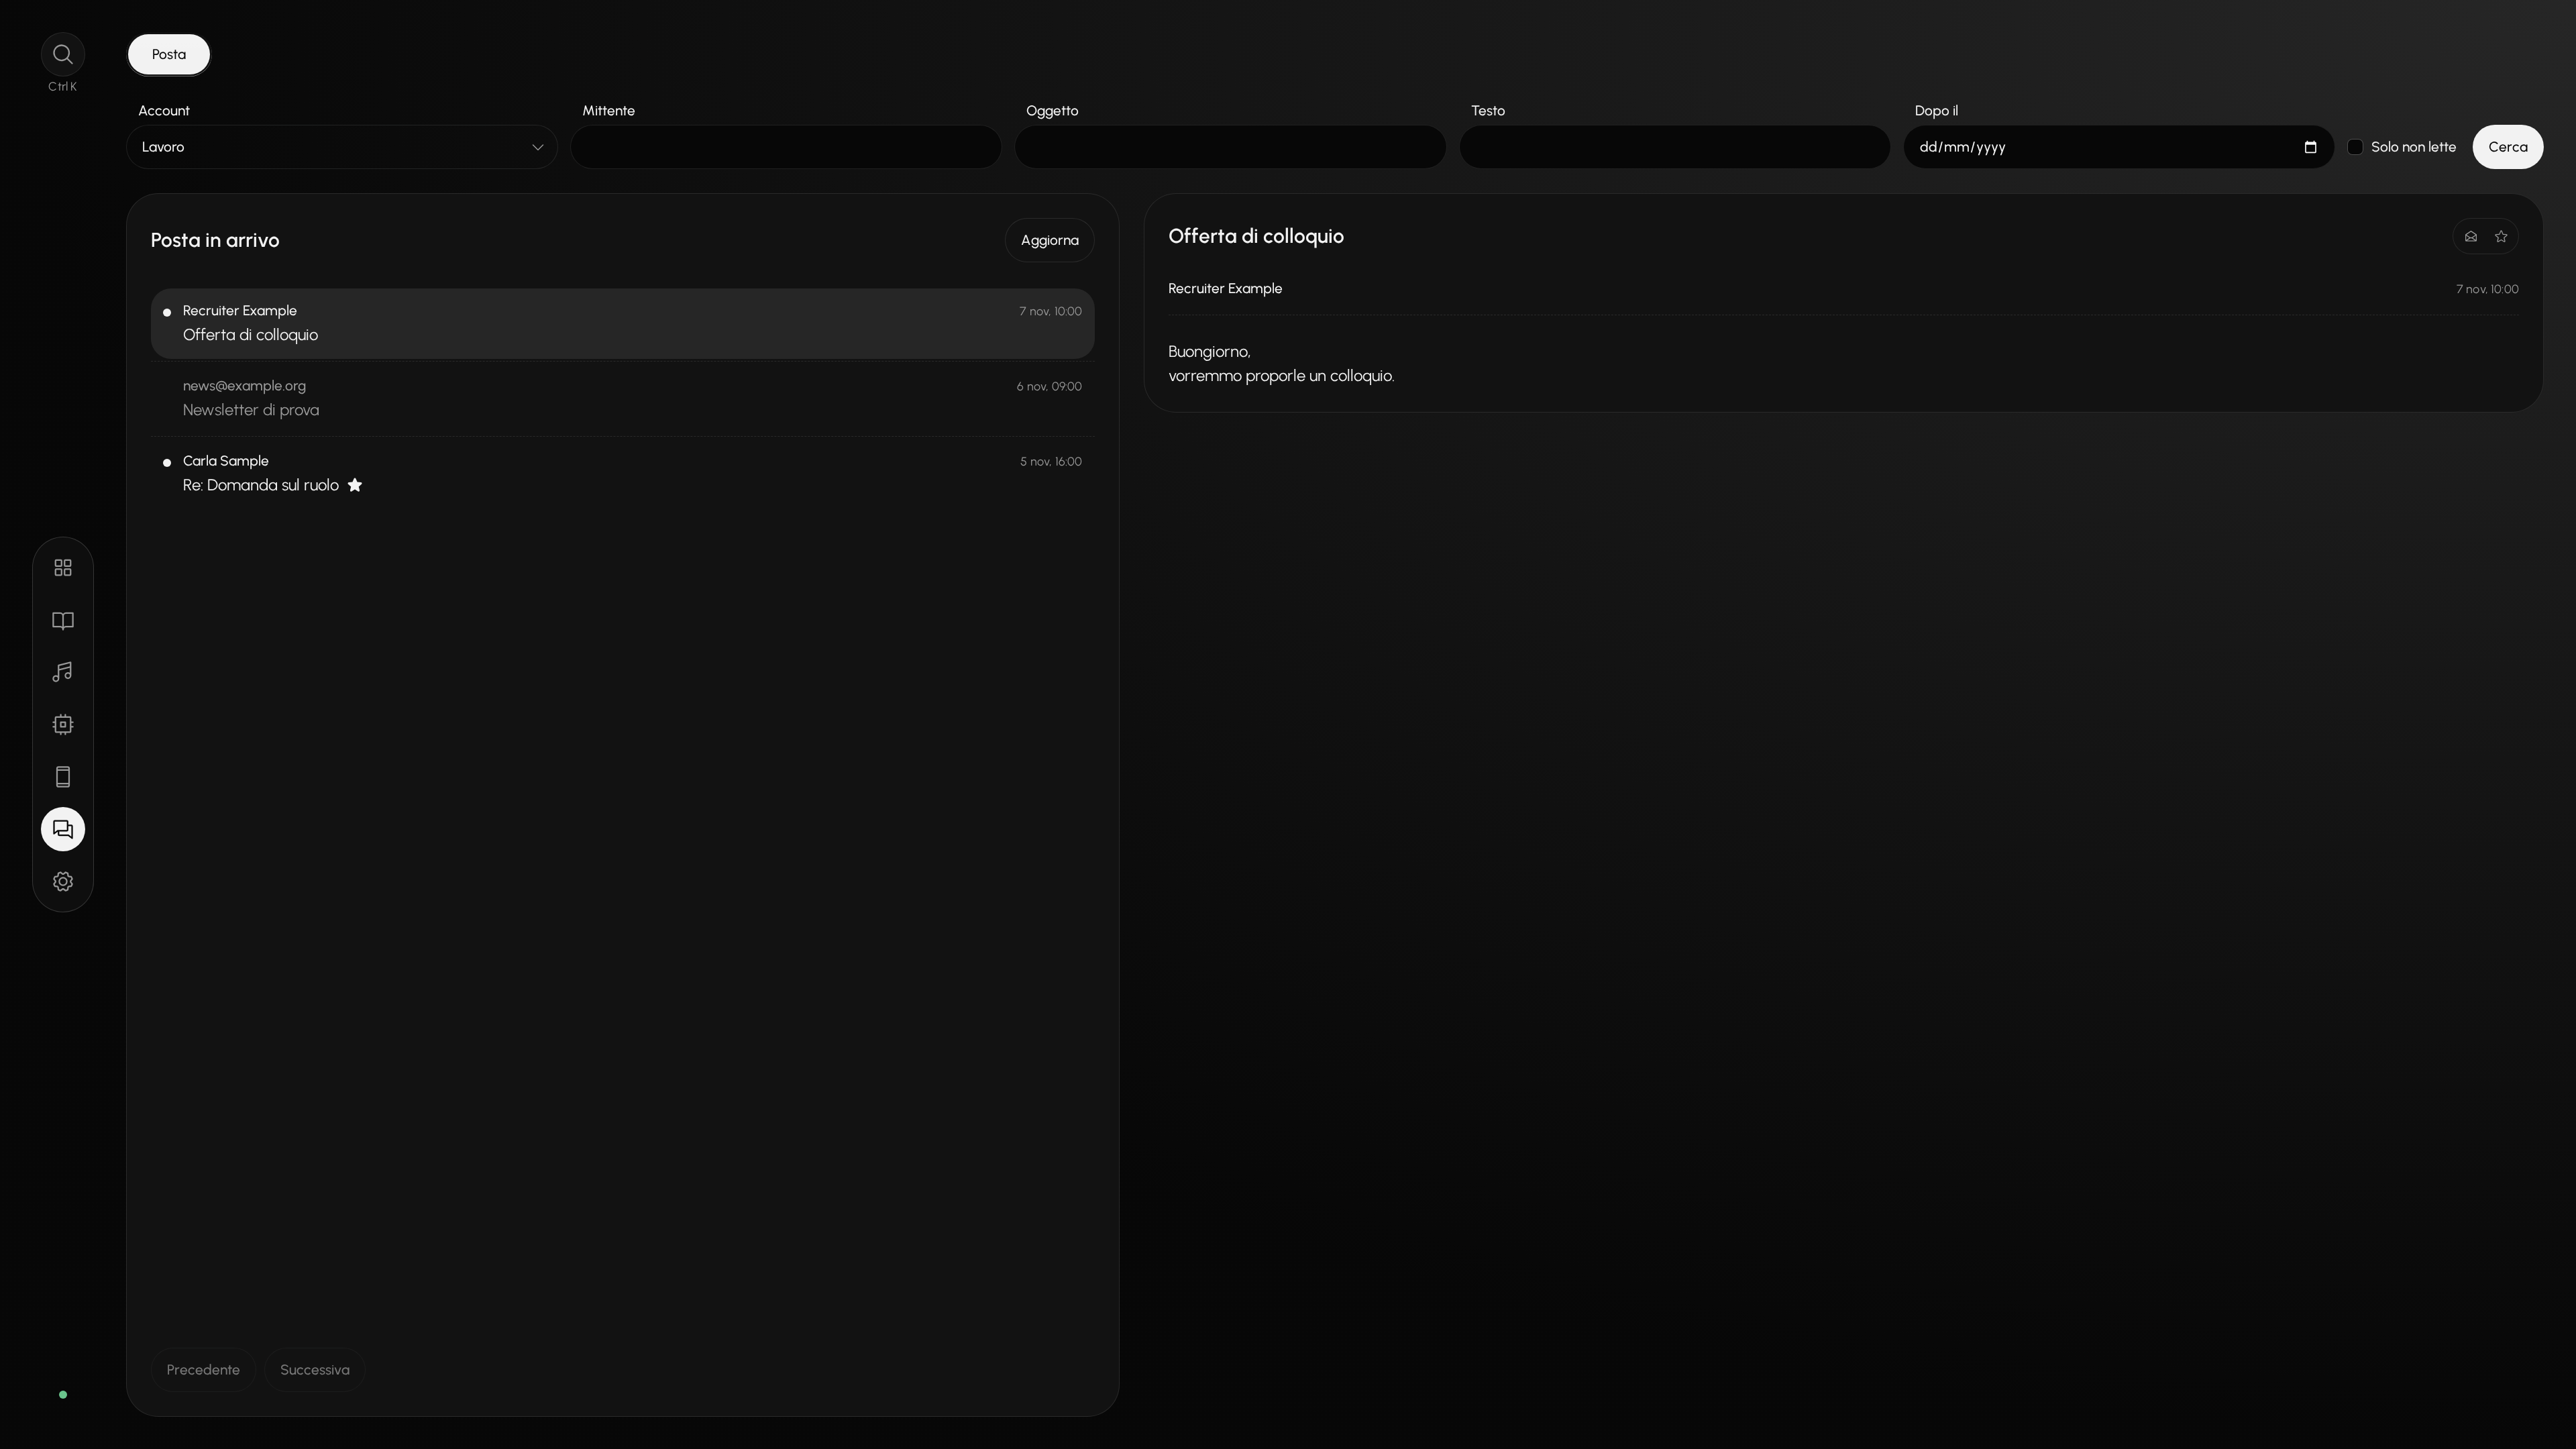 Ctrl K
Posta
Account
Mittente
Oggetto
Testo
Dopo il
Lavoro
dd/mm/yyyy
Solo non lette
Cerca
Posta in arrivo
Aggiorna
Recruiter Example
7 nov, 10:00
Offerta di colloquio
news@example.org
6 nov, 09:00
Newsletter di prova
Carla Sample
5 nov, 16:00
Re: Domanda sul ruolo
Precedente
Successiva
Offerta di colloquio
Recruiter Example
7 nov, 10:00
Buongiorno,
vorremmo proporle un colloquio.